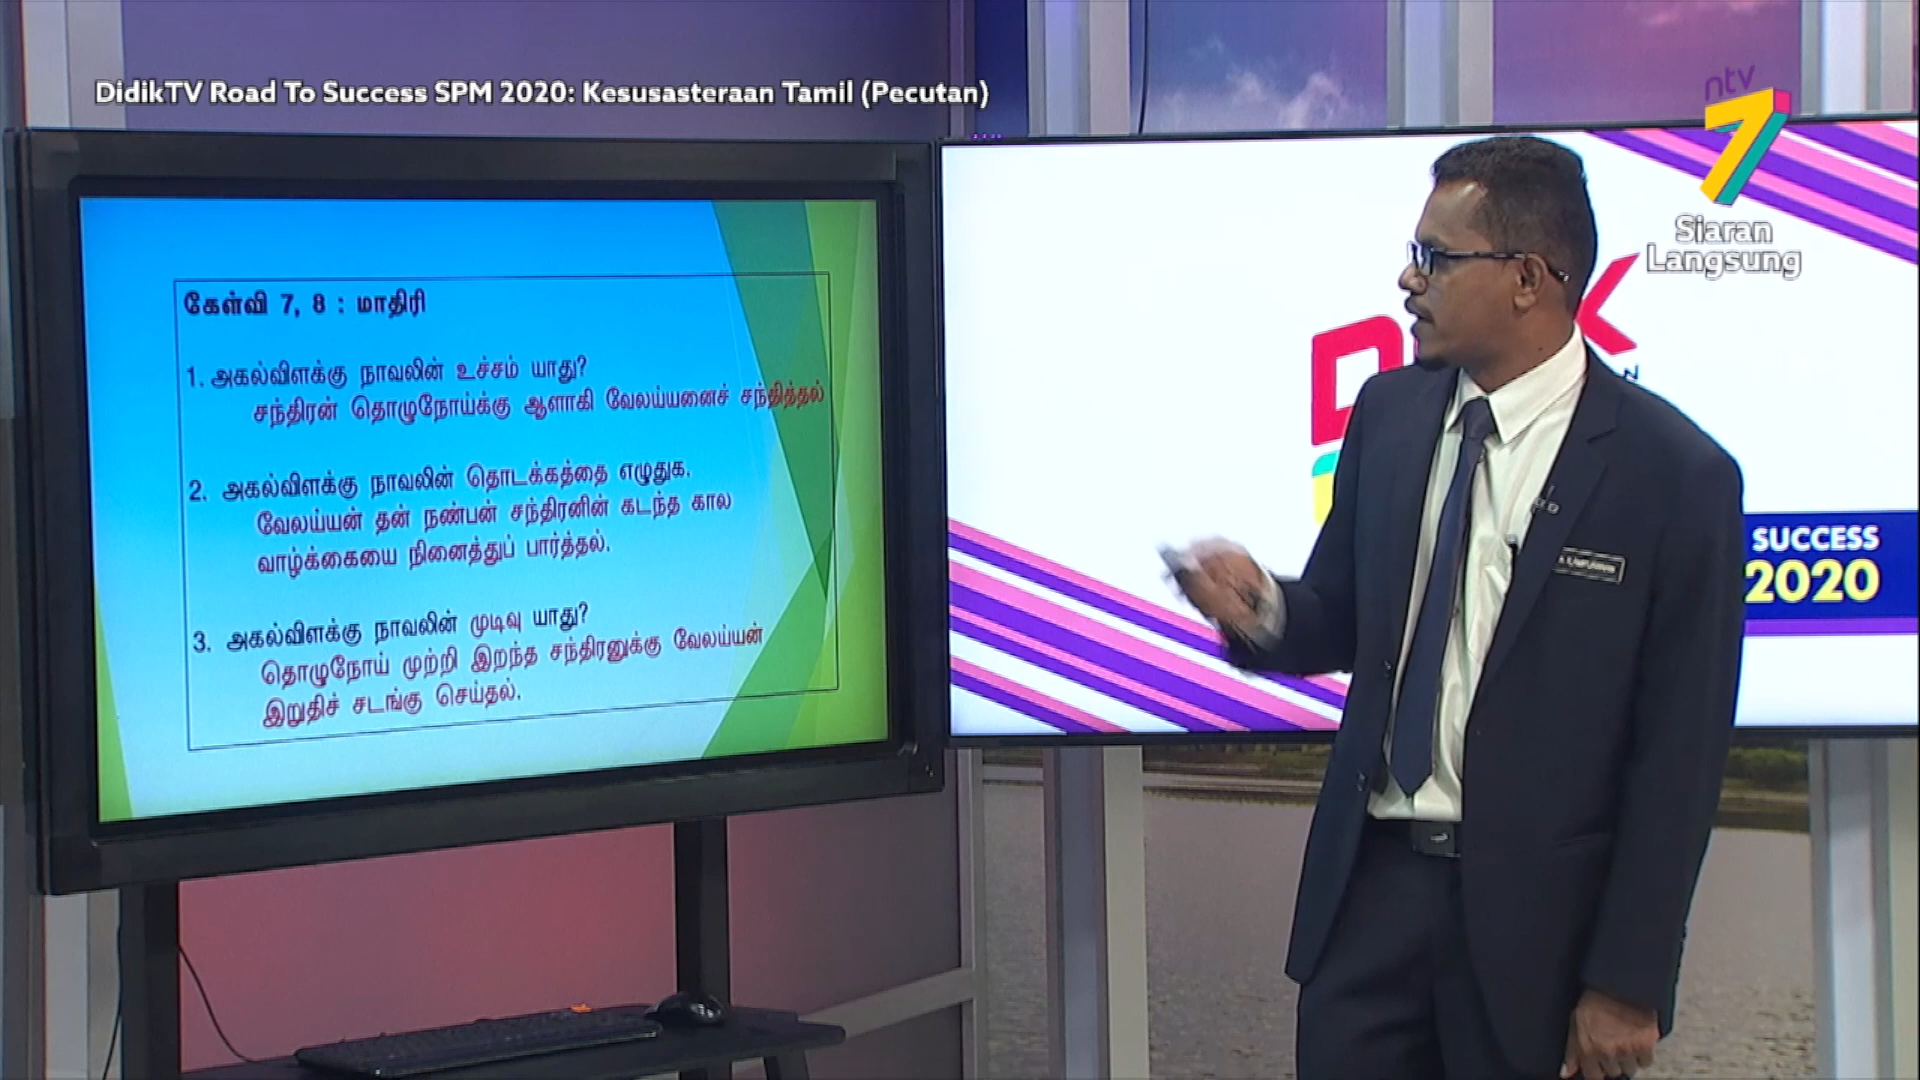 DidikTV Road To Success SPM 2020: Kesusasteraan Tamil (Pecutan)
ntv
7
Siaran
Langsung
கேள்வி 7, 8 : மாதிரி
1. அகல்விளக்கு நாவலின் உச்சம் யாது?
சந்திரன் தொழுநோய்க்கு ஆளாகி வேலய்யனைச் சந்தித்தல்
2. அகல்விளக்கு நாவலின் தொடக்கத்தை எழுதுக.
வேலய்யன் தன் நண்பன் சந்திரனின் கடந்த கால
வாழ்க்கையை நினைத்துப் பார்த்தல்.
3. அகல்விளக்கு நாவலின் முடிவு யாது?
தொழுநோய் முற்றி இறந்த சந்திரனுக்கு வேலய்யன்
இறுதிச் சடங்கு செய்தல்.
SUCCESS
2020